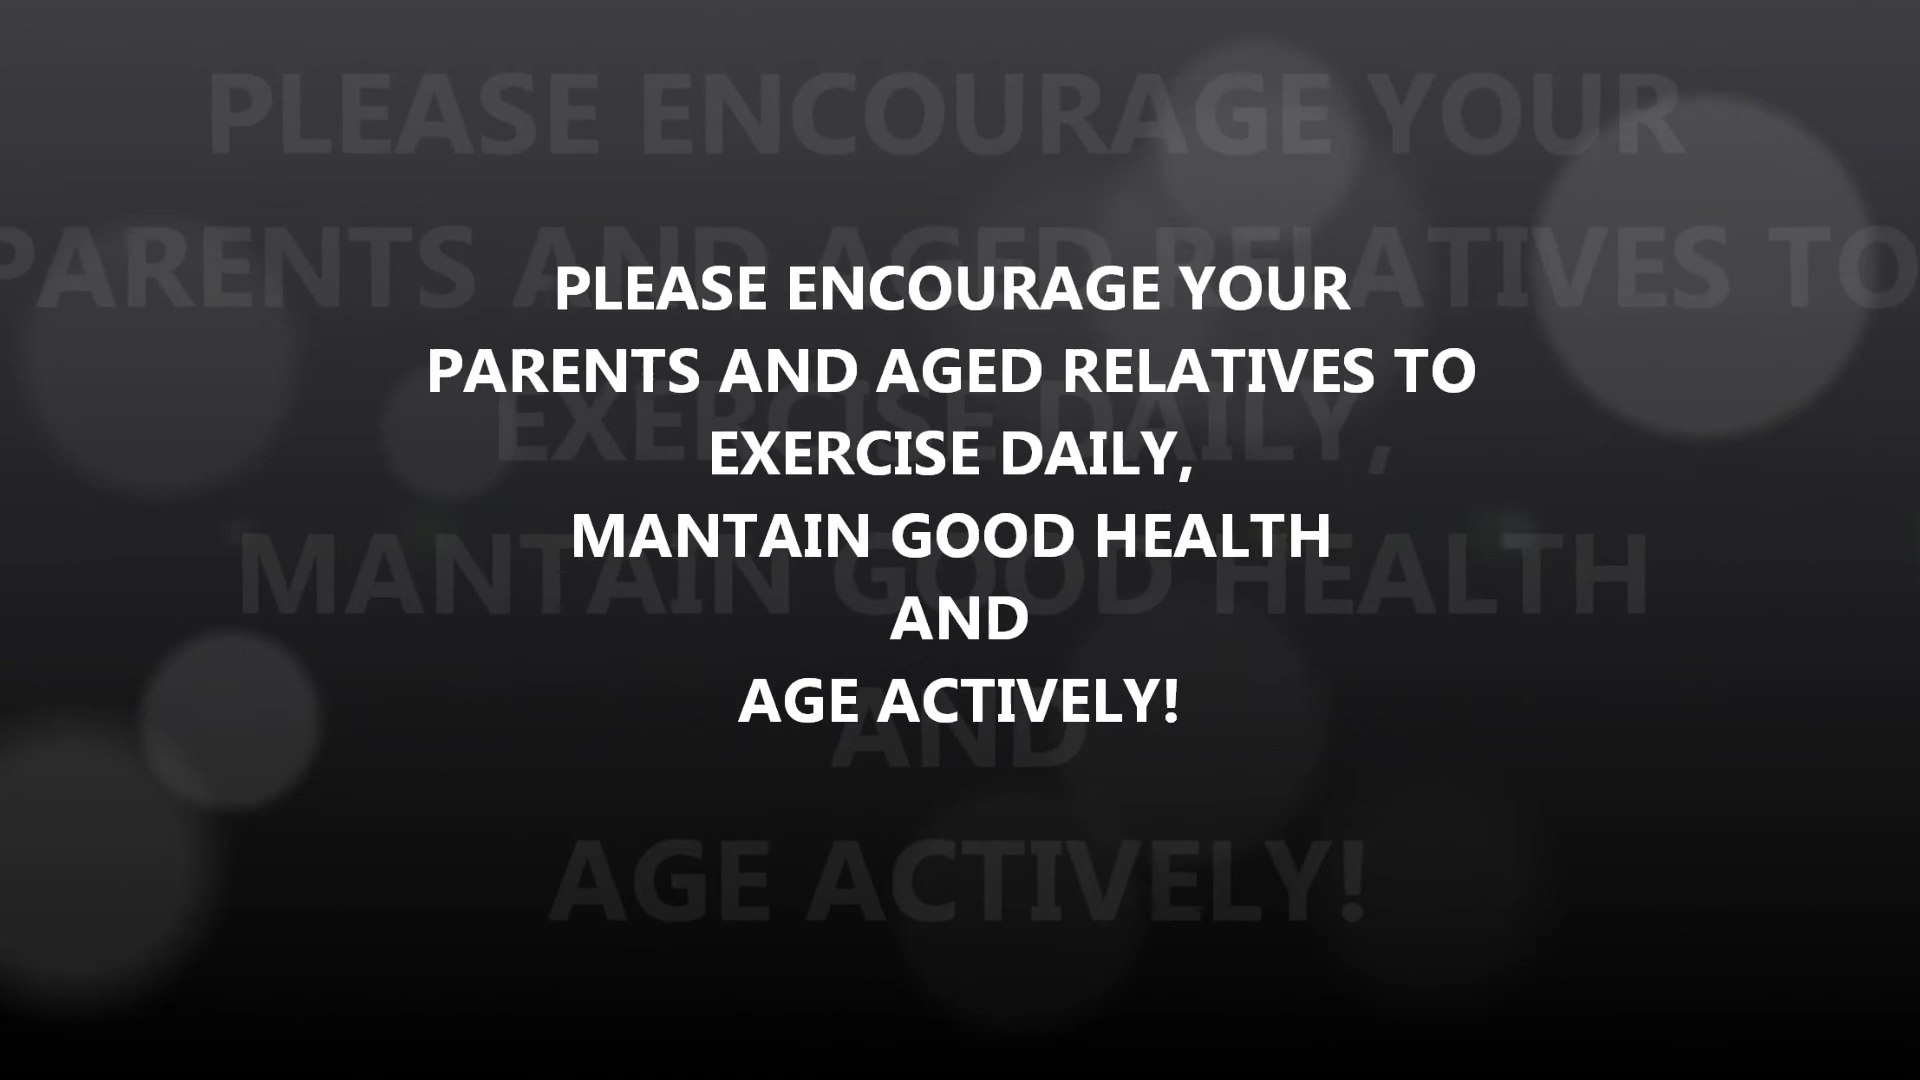 PLEASE ENCOURAGE YOUR
PARENTS AND AGED RELATIVES TO
EXERCISE DAILY,
MANTAIN GOOD HEALTH
AND
AGE ACTIVELY!